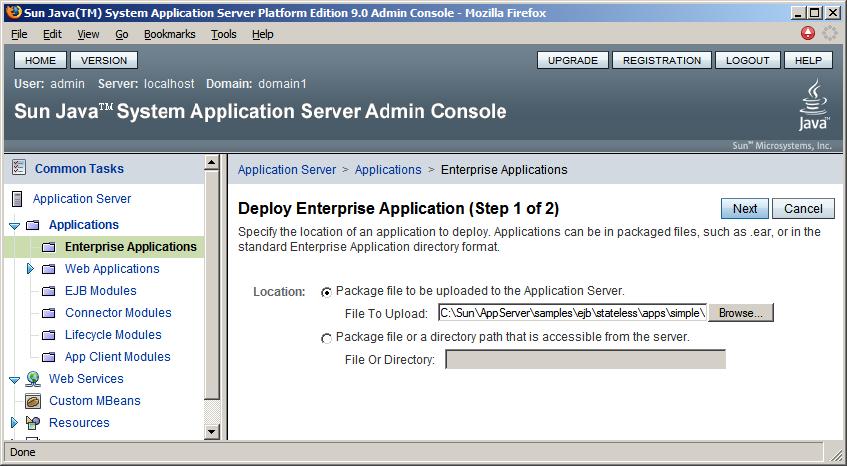 Sun Java(TM) System Application Server Platform Edition 9.0 Admin Console - Mozilla Firefox
File Edit View Go Bookmarks Tools Help
HOME VERSION UPGRADE REGISTRATION LOGOUT HELP
User: admin Server: localhost Domain: domain1
Sun Java™ System Application Server Admin Console
Java™
Sun™ Microsystems, Inc.
Common Tasks
Application Server
Applications
Enterprise Applications
Web Applications
EJB Modules
Connector Modules
Lifecycle Modules
App Client Modules
Web Services
Custom MBeans
Resources
Application Server > Applications > Enterprise Applications
Deploy Enterprise Application (Step 1 of 2)
Next Cancel
Specify the location of an application to deploy. Applications can be in packaged files, such as .ear, or in the
standard Enterprise Application directory format.
Location: Package file to be uploaded to the Application Server.
File To Upload: C:\Sun\AppServer\samples\ejb\stateless\apps\simple\ Browse...
Package file or a directory path that is accessible from the server.
File Or Directory:
Done